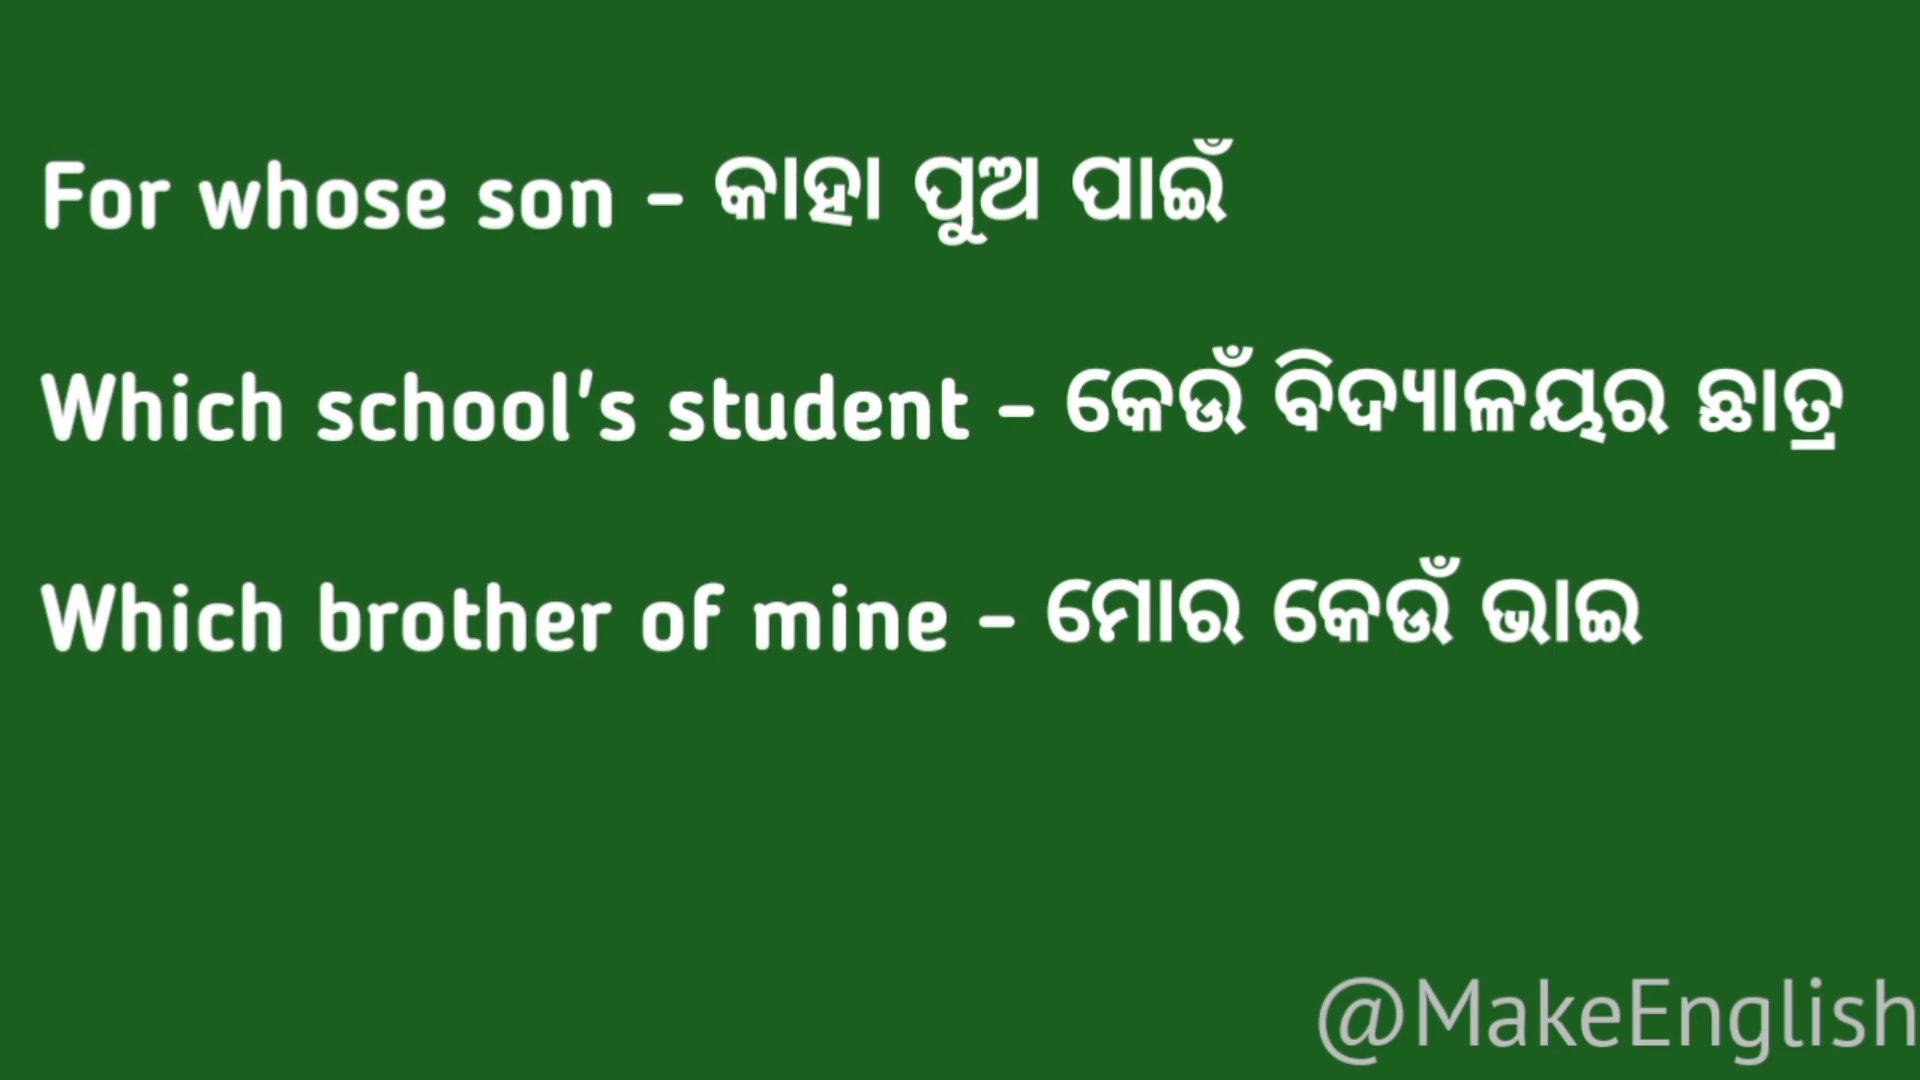 For whose son - କାହା ପୁଅ ପାଇଁ
Which school's student - କେଉଁ ବିଦ୍ୟାଳୟର ଛାତ୍ର
Which brother of mine - ମୋର କେଉଁ ଭାଇ
@MakeEnglish